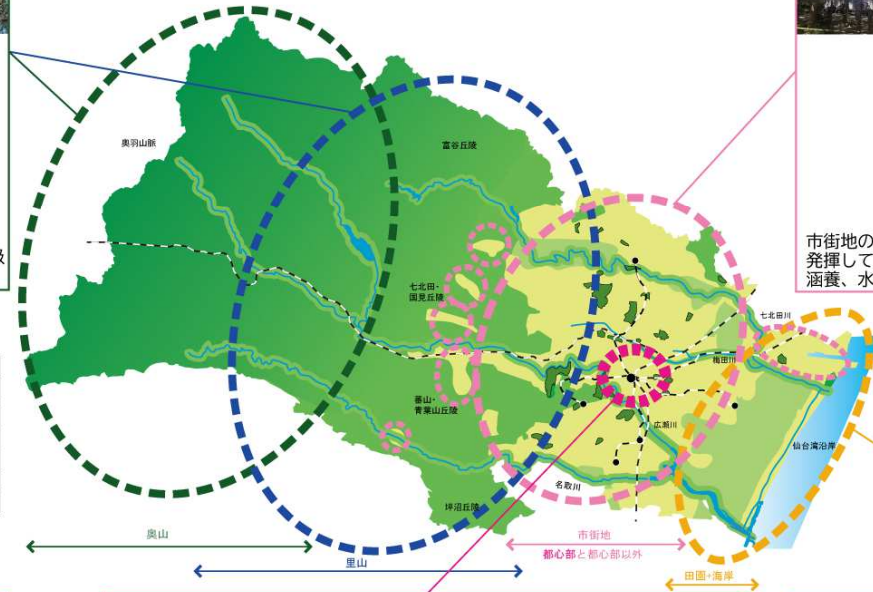 奥羽山脈
富谷丘陵
市街地の
発揮して
涵養、水
七北田・
国見丘陵
七北田川
梅田川
蕃山・
青葉山丘陵
広瀬川
仙台湾沿岸
名取川
坪沼丘陵
奥山
市街地
都心部と都心部以外
里山
田園+海岸